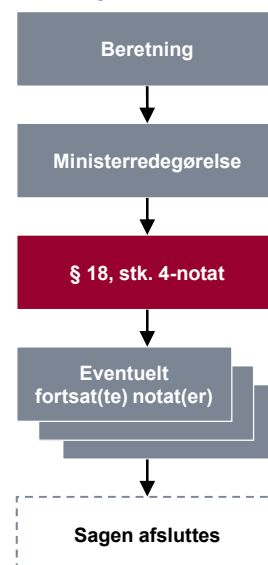 Beretning
Ministerredegørelse
§ 18, stk. 4-notat
Eventuelt
fortsat(te) notat(er)
Sagen afsluttes